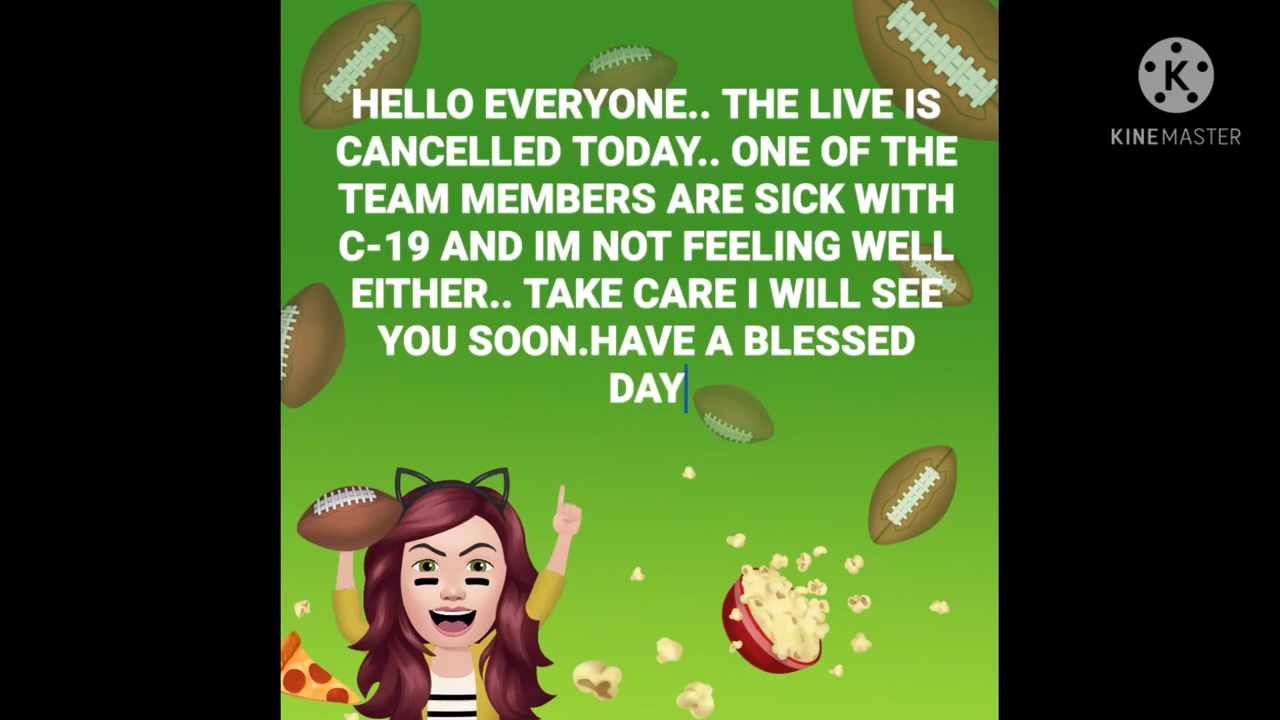 HELLO EVERYONE.. THE LIVE IS
CANCELLED TODAY.. ONE OF THE
TEAM MEMBERS ARE SICK WITH
C-19 AND IM NOT FEELING WELL
EITHER.. TAKE CARE I WILL SEE
YOU SOON.HAVE A BLESSED
DAY
K
KINEMASTER